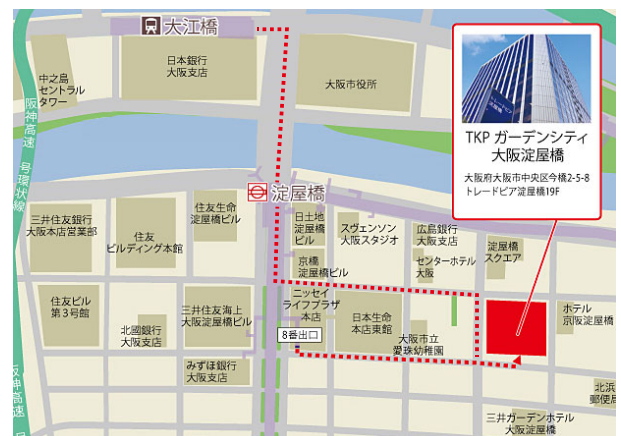 大江橋
日本銀行
大阪支店
大阪市役所
中之島
セントラル
タワー
阪神高速 号環状線
TKP ガーデンシティ
大阪淀屋橋
大阪府大阪市中央区今橋2-5-8
トレードピア淀屋橋19F
淀屋橋
三井住友銀行
大阪本店営業部
住友
ビルディング本館
住友生命
淀屋橋ビル
日土地
淀屋橋
ビル
スヴェンソン
大阪スタジオ
広島銀行
大阪支店
センターホテル
大阪
淀屋橋
スクエア
京橋
淀屋橋ビル
住友ビル
第3号館
北國銀行
大阪支店
三井住友海上
大阪淀屋橋ビル
ニッセイ
ライフプラザ
本店
8番出口
日本生命
本店東館
大阪市立
愛珠幼稚園
ホテル
京阪淀屋橋
みずほ銀行
大阪支店
阪神高速 号
北浜
郵便局
三井ガーデンホテル
大阪淀屋橋